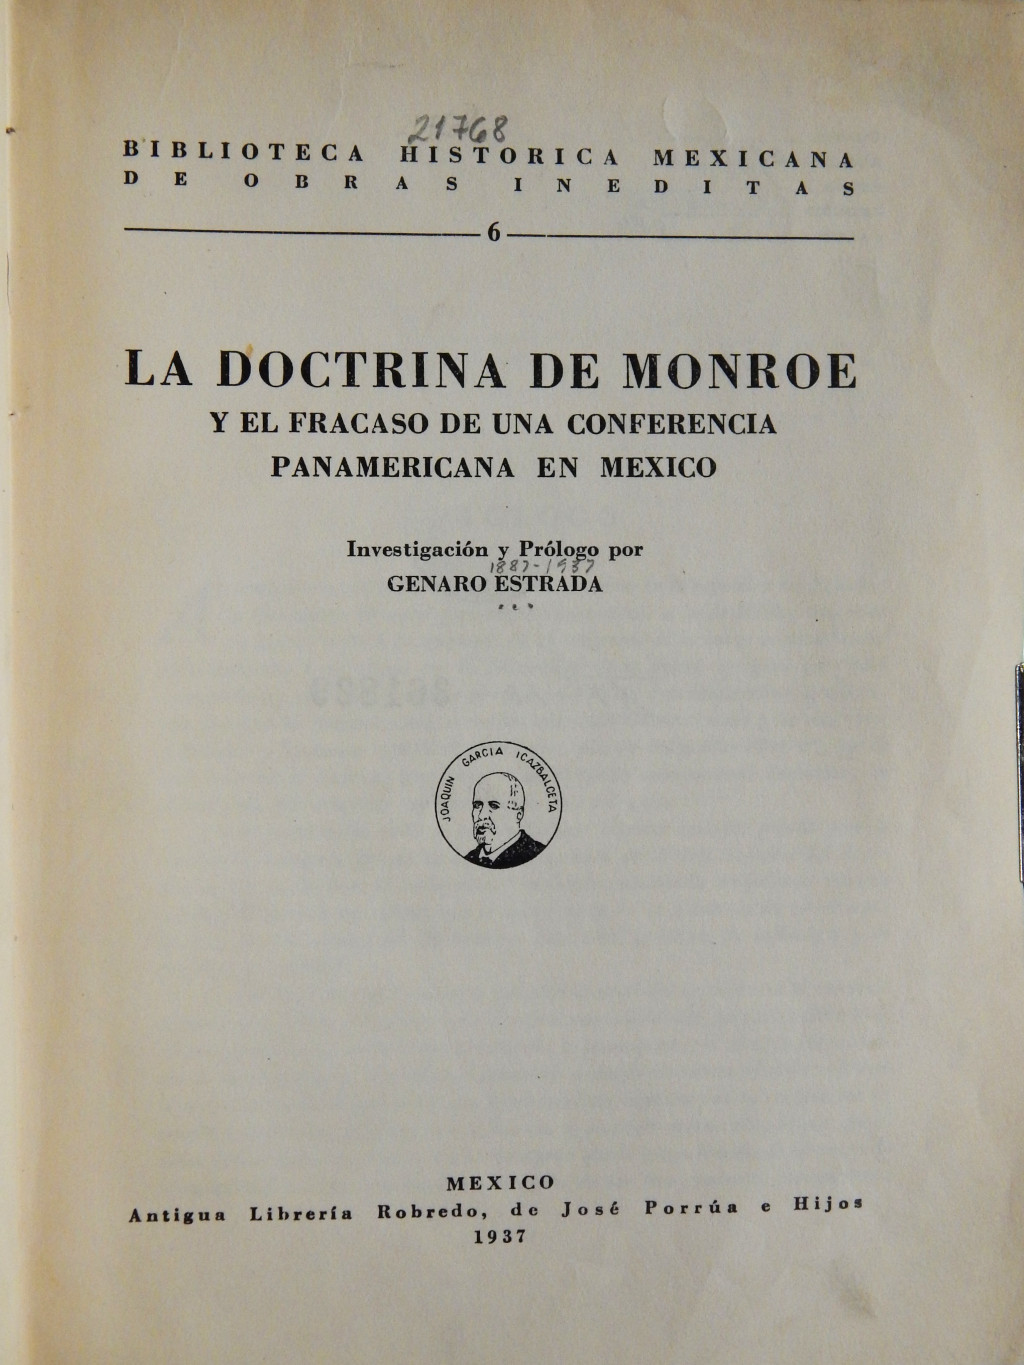 21768
BIBLIOTECA HISTORICA MEXICANA
DE OBRAS INEDITAS
6
LA DOCTRINA DE MONROE
Y EL FRACASO DE UNA CONFERENCIA
PANAMERICANA EN MEXICO
Investigación y Prólogo por
1887-1937
GENARO ESTRADA
JOAQUIN GARCIA ICAZBALCETA
MEXICO
Antigua Librería Robredo, de José Porrúa e Hijos
1937